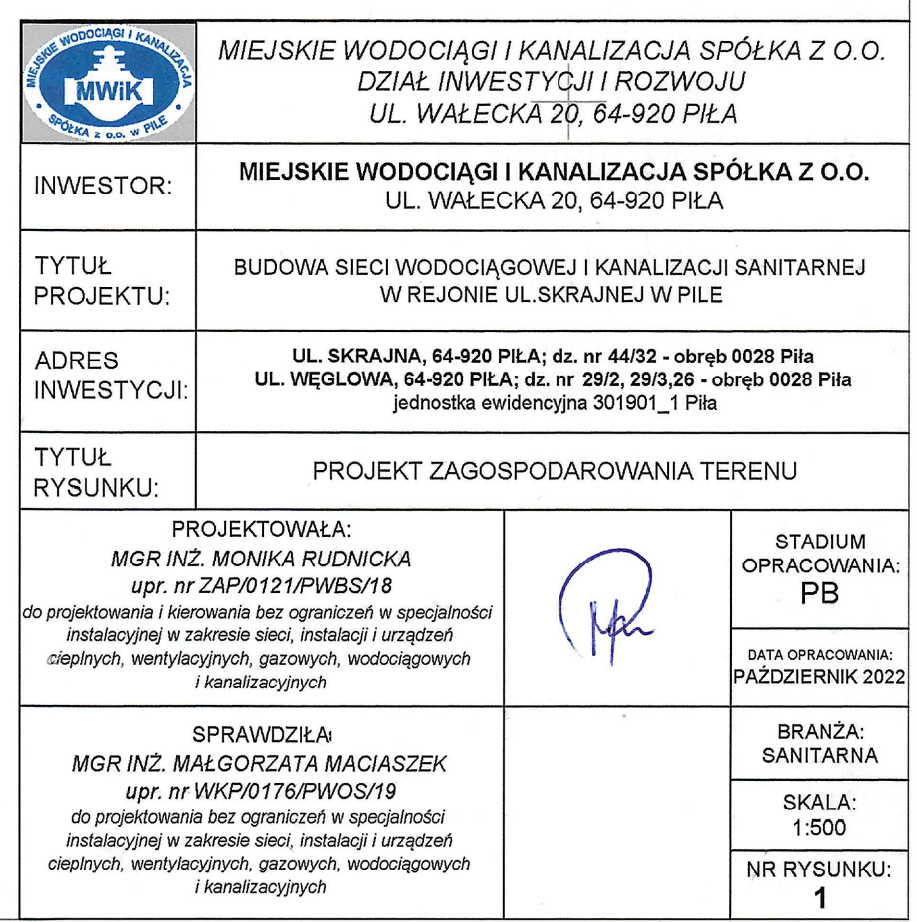 MIEJSKIE WODOCIĄGI I KANALIZACJA
MWiK
SPÓŁKA z o.o. w PILE
MIEJSKIE WODOCIĄGI I KANALIZACJA SPÓŁKA Z O.O.
DZIAŁ INWESTYCJI I ROZWOJU
UL. WAŁECKA 20, 64-920 PIŁA
INWESTOR:
MIEJSKIE WODOCIĄGI I KANALIZACJA SPÓŁKA Z O.O.
UL. WAŁECKA 20, 64-920 PIŁA
TYTUŁ
PROJEKTU:
BUDOWA SIECI WODOCIĄGOWEJ I KANALIZACJI SANITARNEJ
W REJONIE UL.SKRAJNEJ W PILE
ADRES
INWESTYCJI:
UL. SKRAJNA, 64-920 PIŁA; dz. nr 44/32 - obręb 0028 Piła
UL. WĘGLOWA, 64-920 PIŁA; dz. nr 29/2, 29/3,26 - obręb 0028 Piła
jednostka ewidencyjna 301901_1 Piła
TYTUŁ
RYSUNKU:
PROJEKT ZAGOSPODAROWANIA TERENU
PROJEKTOWAŁA:
MGR INŻ. MONIKA RUDNICKA
upr. nr ZAP/0121/PWBS/18
do projektowania i kierowania bez ograniczeń w specjalności
instalacyjnej w zakresie sieci, instalacji i urządzeń
cieplnych, wentylacyjnych, gazowych, wodociągowych
i kanalizacyjnych
STADIUM
OPRACOWANIA:
PB
DATA OPRACOWANIA:
PAŹDZIERNIK 2022
SPRAWDZIŁA:
MGR INŻ. MAŁGORZATA MACIASZEK
upr. nr WKP/0176/PWOS/19
do projektowania bez ograniczeń w specjalności
instalacyjnej w zakresie sieci, instalacji i urządzeń
cieplnych, wentylacyjnych, gazowych, wodociągowych
i kanalizacyjnych
BRANŻA:
SANITARNA
SKALA:
1:500
NR RYSUNKU:
1